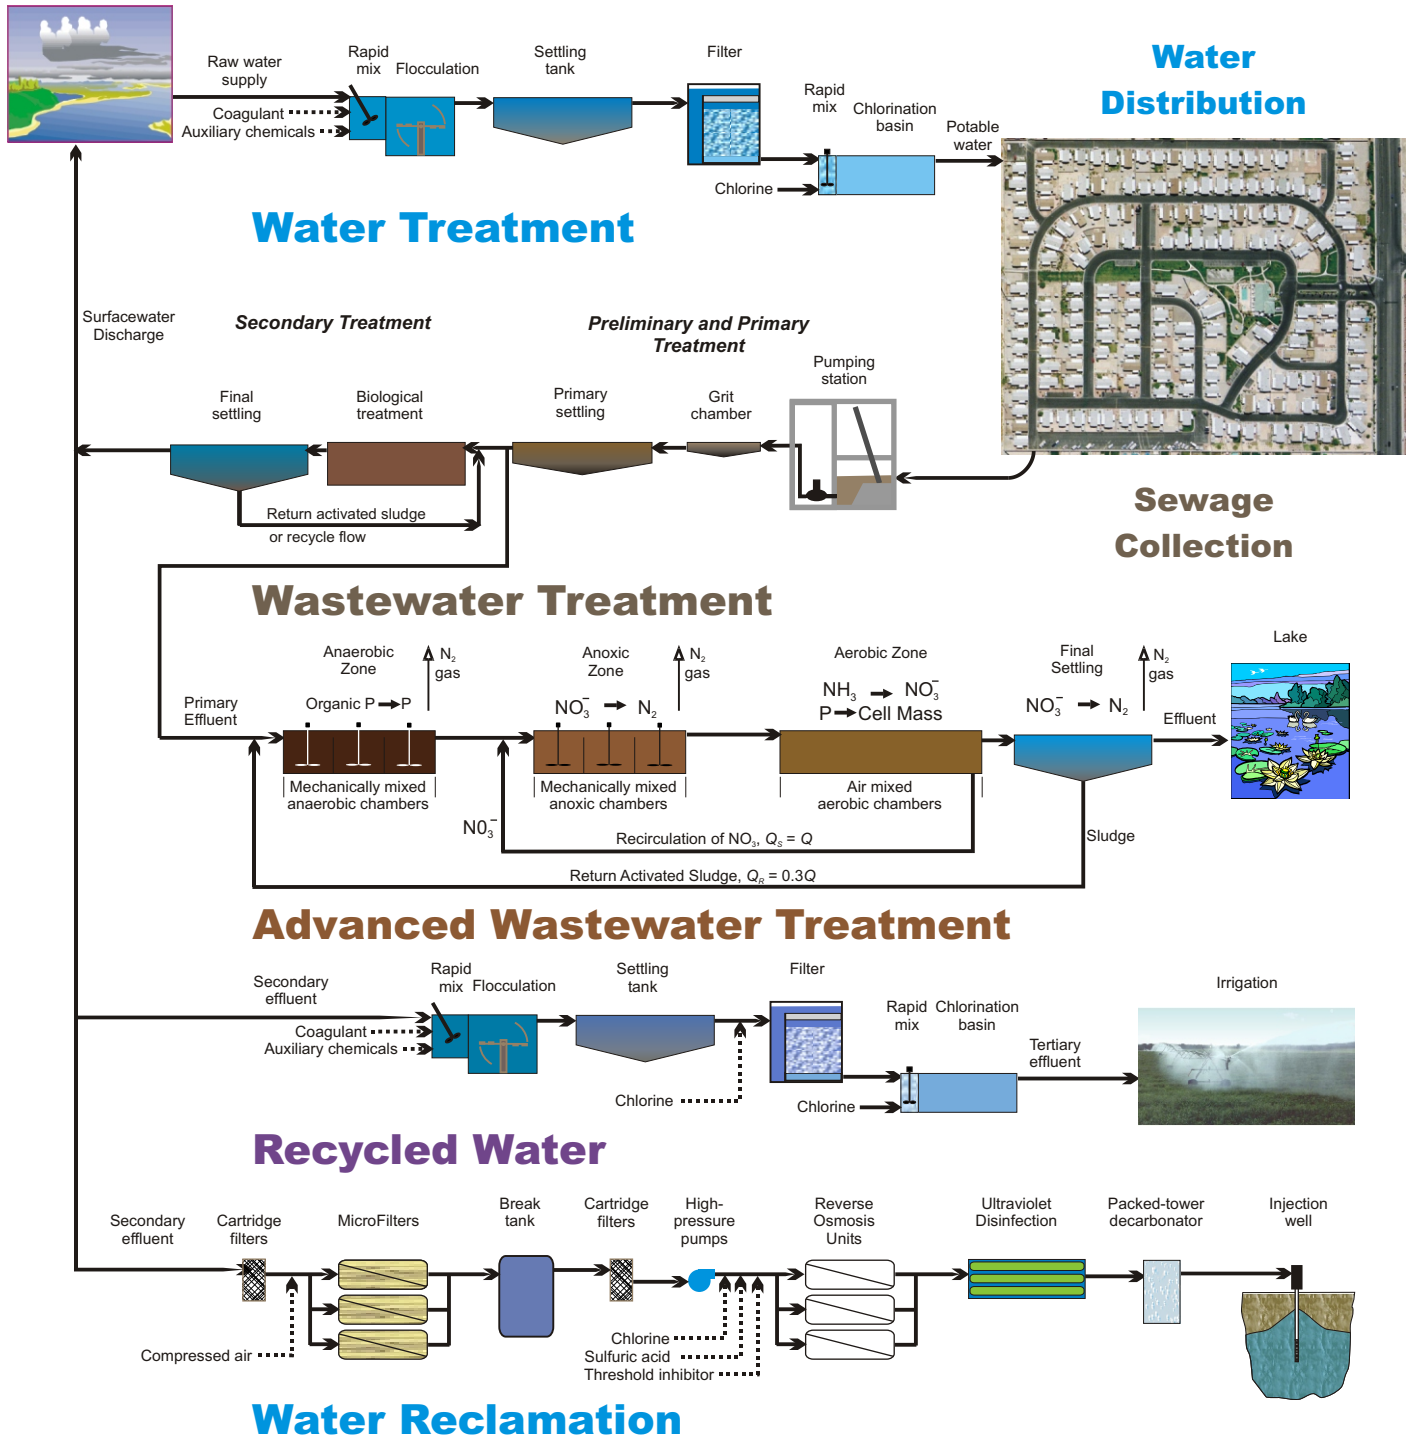 Raw water
supply
Coagulant
Auxiliary chemicals
Rapid
mix
Flocculation
Settling
tank
Filter
Rapid
mix
Chlorination
basin
Chlorine
Potable
water
Water
Distribution
Water Treatment
Surfacewater
Discharge
Secondary Treatment
Preliminary and Primary
Treatment
Final
settling
Biological
treatment
Primary
settling
Grit
chamber
Pumping
station
Return activated sludge
or recycle flow
Sewage
Collection
Wastewater Treatment
Primary
Effluent
Anaerobic
Zone
N2
gas
Organic P → P
Mechanically mixed
anaerobic chambers
Anoxic
Zone
N2
gas
NO3⁻ → N2
Mechanically mixed
anoxic chambers
Aerobic Zone
NH3 → NO3⁻
P → Cell Mass
Air mixed
aerobic chambers
Final
Settling
N2
gas
NO3⁻ → N2
Effluent
Lake
N03⁻
Recirculation of NO3, QS = Q
Sludge
Return Activated Sludge, QR = 0.3Q
Advanced Wastewater Treatment
Secondary
effluent
Coagulant
Auxiliary chemicals
Rapid
mix
Flocculation
Settling
tank
Chlorine
Filter
Rapid
mix
Chlorination
basin
Chlorine
Tertiary
effluent
Irrigation
Recycled Water
Secondary
effluent
Cartridge
filters
MicroFilters
Break
tank
Cartridge
filters
High-
pressure
pumps
Reverse
Osmosis
Units
Ultraviolet
Disinfection
Packed-tower
decarbonator
Injection
well
Compressed air
Chlorine
Sulfuric acid
Threshold inhibitor
Water Reclamation